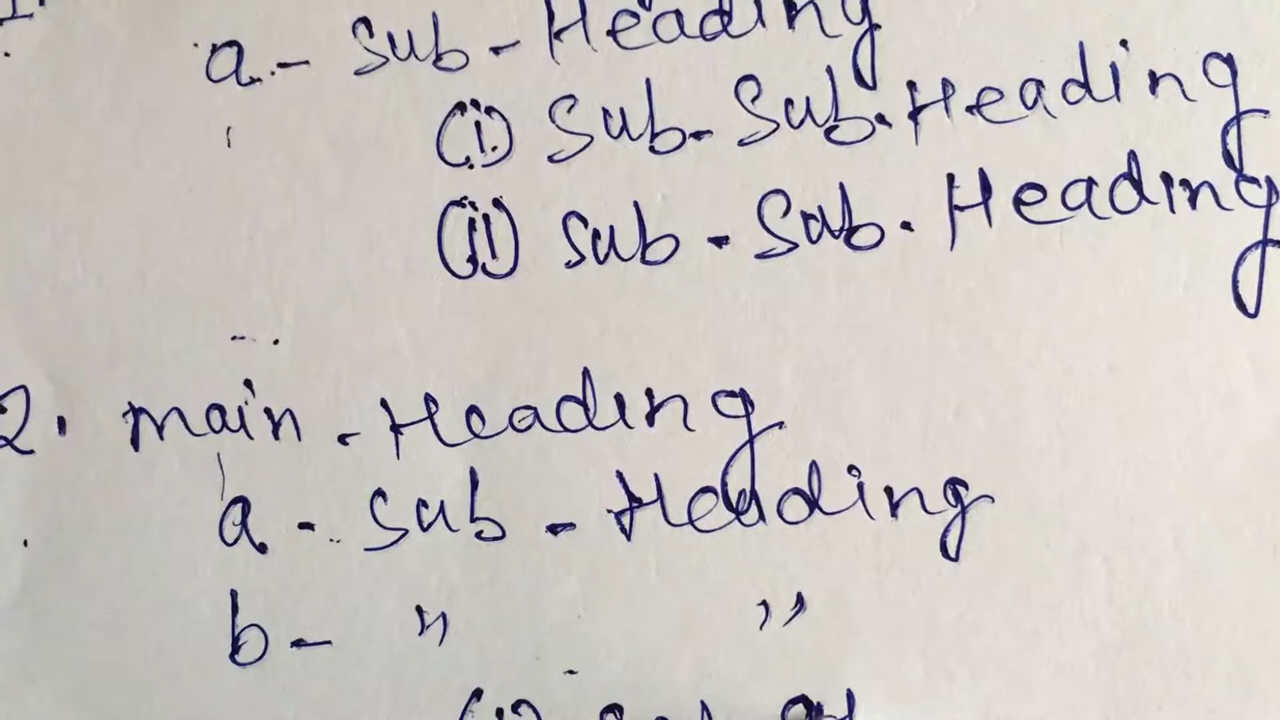 a - Sub - Heading
(i) Sub - Sub - Heading
(ii) Sub - Sub - Heading
2. Main - Heading
a - Sub - Heading
b - " "